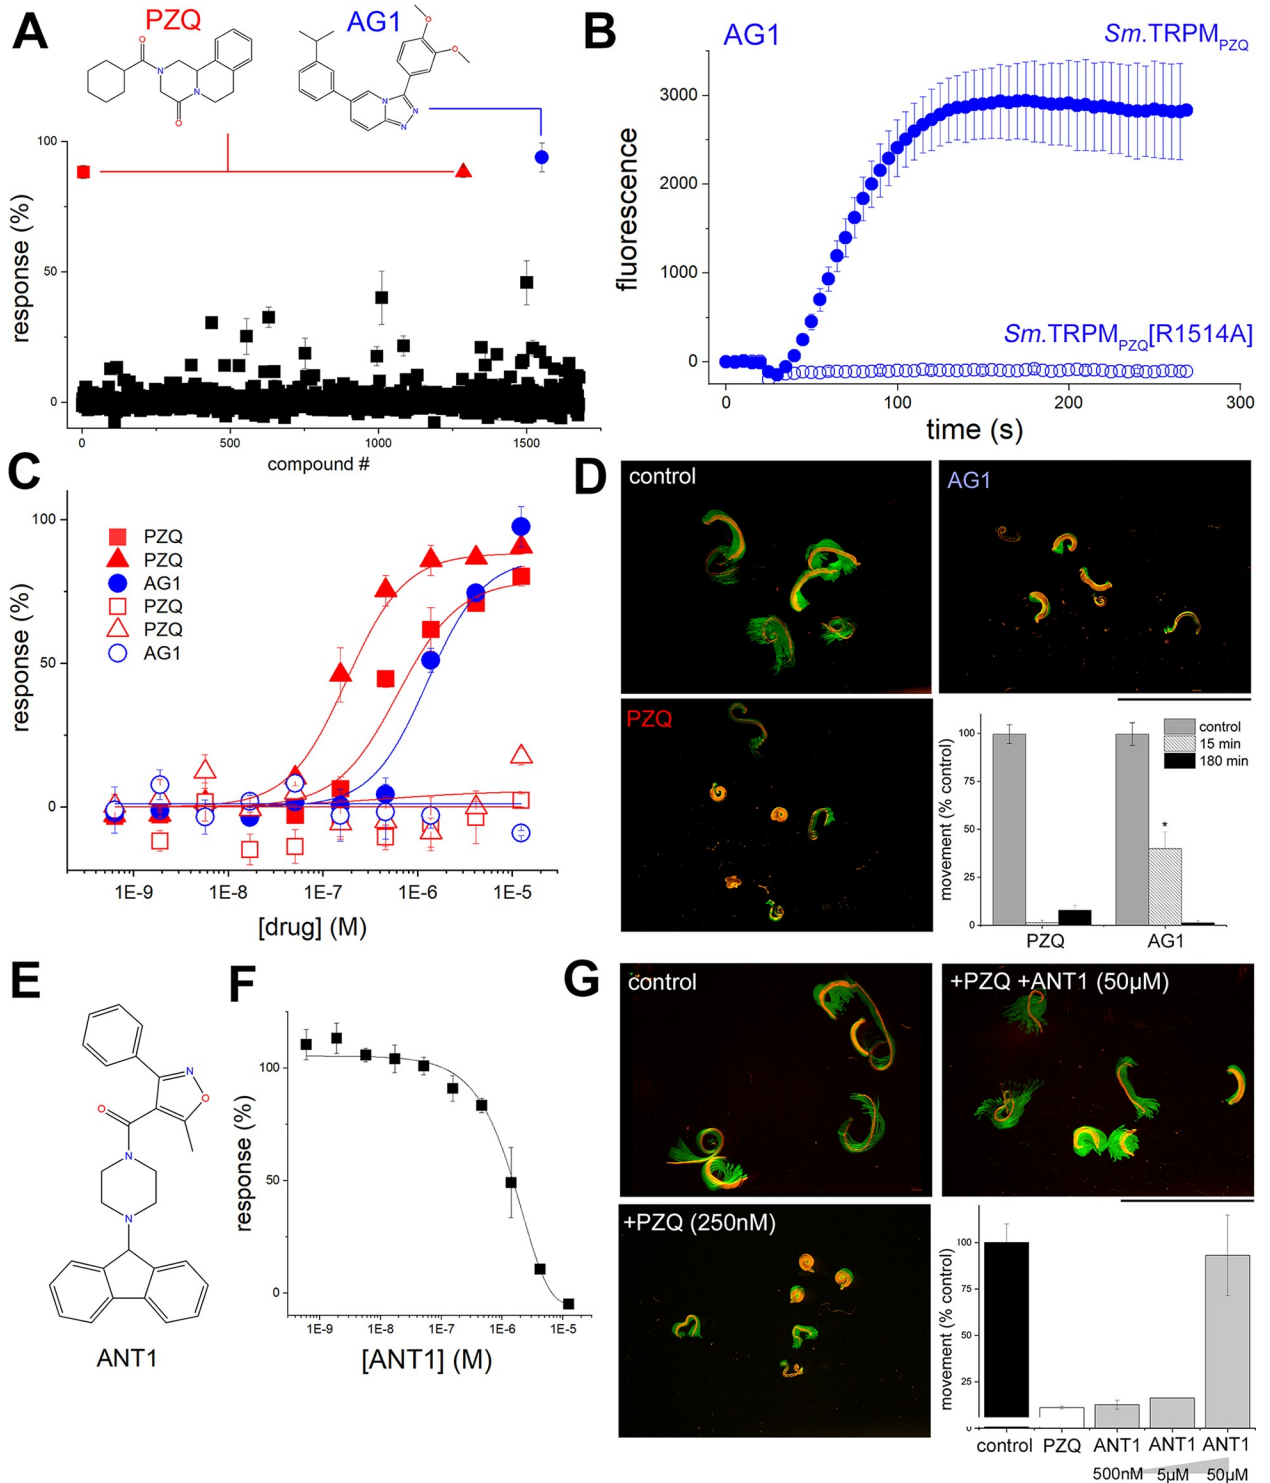 A
PZQ
AG1
O
N
N
O
O
O
N
N
N
response (%)
100
50
0
0
500
1000
1500
compound #
B
AG1
Sm.TRPMPZQ
Sm.TRPMPZQ[R1514A]
fluorescence
3000
2000
1000
0
0
100
200
300
time (s)
C
PZQ
PZQ
AG1
PZQ
PZQ
AG1
response (%)
100
50
0
1E-9
1E-8
1E-7
1E-6
1E-5
[drug] (M)
D
control
AG1
PZQ
movement (% control)
100
75
50
25
0
control
15 min
180 min
*
PZQ
AG1
E
N
O
O
N
N
ANT1
F
response (%)
100
50
0
1E-9
1E-8
1E-7
1E-6
1E-5
[ANT1] (M)
G
control
+PZQ +ANT1 (50µM)
+PZQ (250nM)
movement (% control)
100
75
50
25
control
PZQ
ANT1
ANT1
ANT1
500nM
5µM
50µM